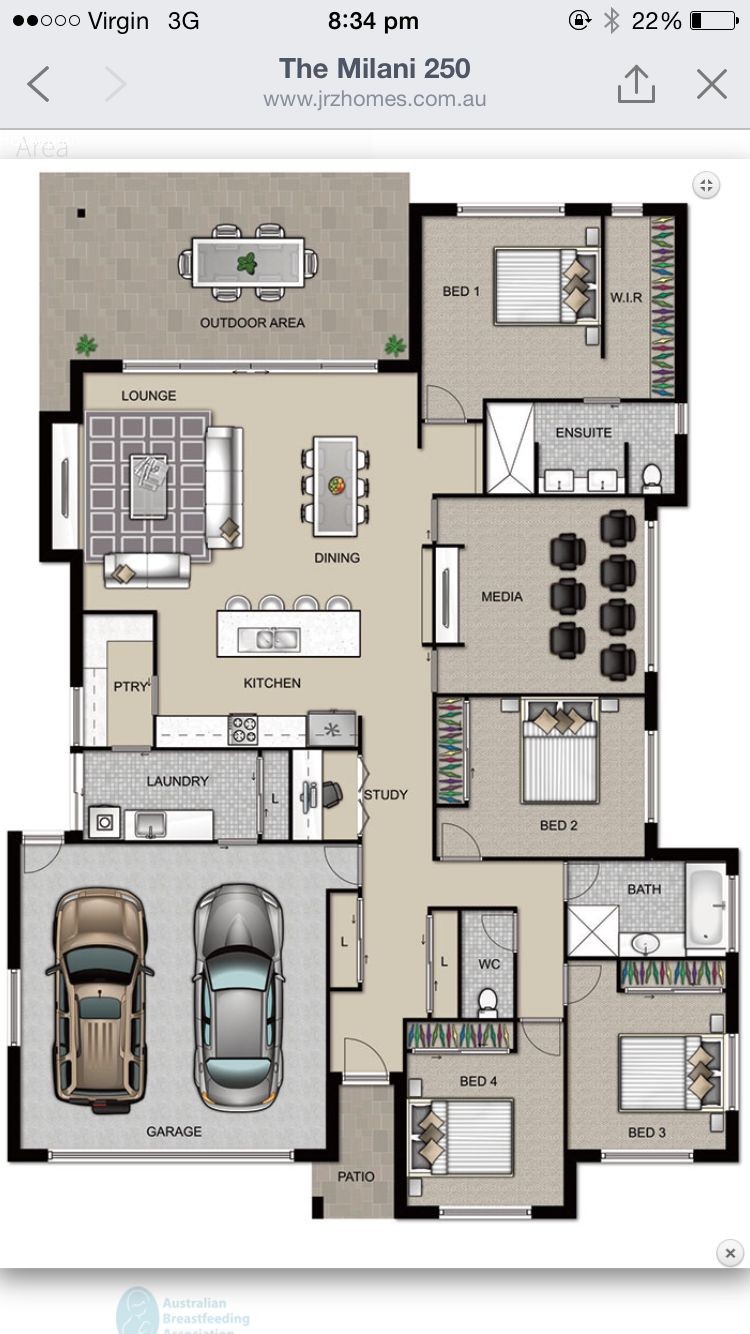 Virgin 3G 8:34 pm 22%
The Milani 250
www.jrzhomes.com.au
Area
BED 1
W.I.R
OUTDOOR AREA
LOUNGE
ENSUITE
DINING
MEDIA
KITCHEN
PTRY
LAUNDRY
L
STUDY
BED 2
BATH
L
L
WC
BED 4
BED 3
GARAGE
PATIO
Australian
Breastfeeding
Association